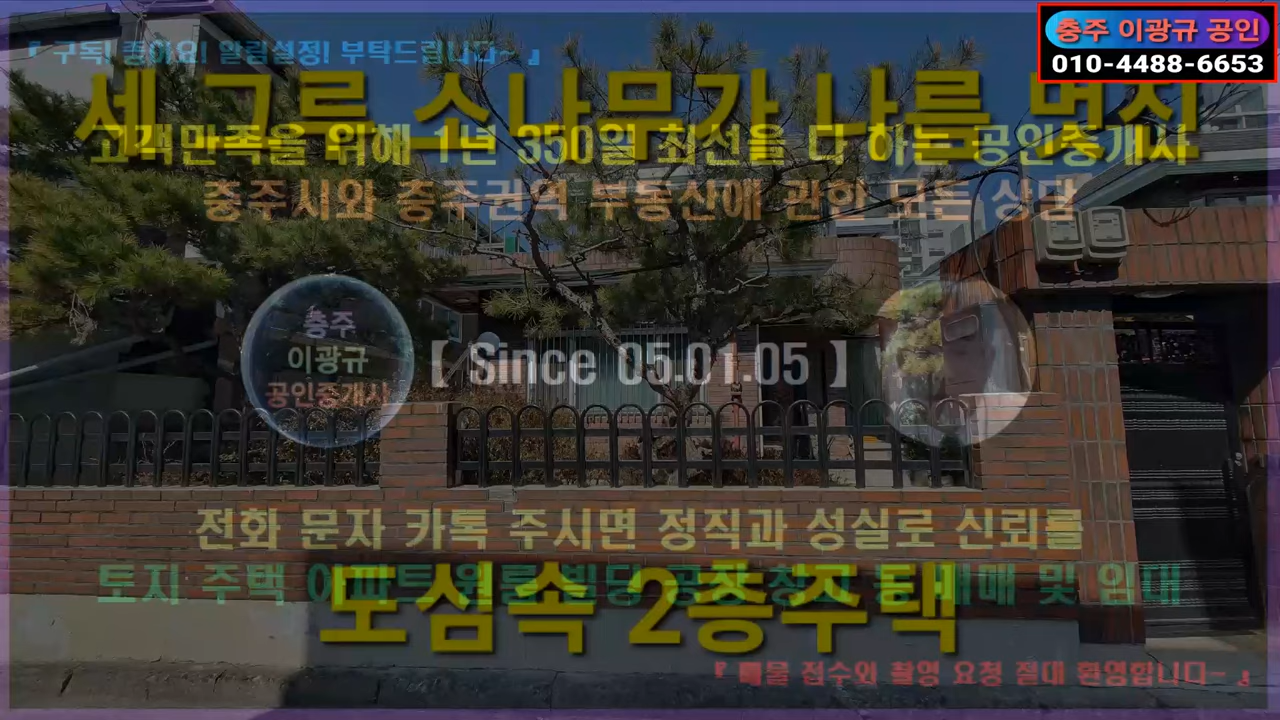 충주 이광규 공인
010-4488-6653
『 구독! 좋아요! 알림설정! 부탁드립니다~ 』
세 그루 소나무가 나를 먼저
고객만족을 위해 1년 350일 최선을 다 하는 공인중개사
충주시와 충주권역 부동산에 관한 모든 상담
충주
이광규
공인중개사
【 Since 05.01.05 】
전화 문자 카톡 주시면 정직과 성실로 신뢰를
토지 주택 아파트 원룸 빌딩 공장 창고 등 매매 및 임대
도심속 2층주택
『 매물 접수와 촬영 요청 절대 환영합니다~ 』